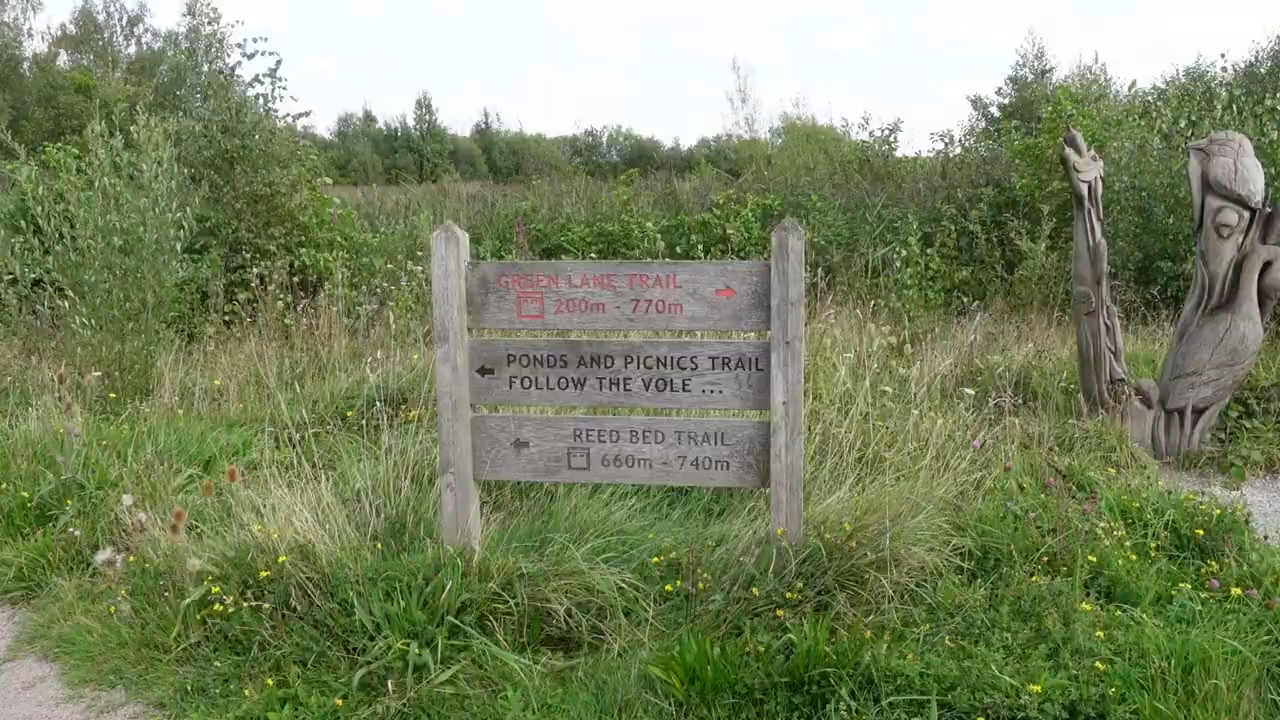 GREEN LANE TRAIL
200m - 770m
PONDS AND PICNICS TRAIL
FOLLOW THE VOLE ...
REED BED TRAIL
660m - 740m